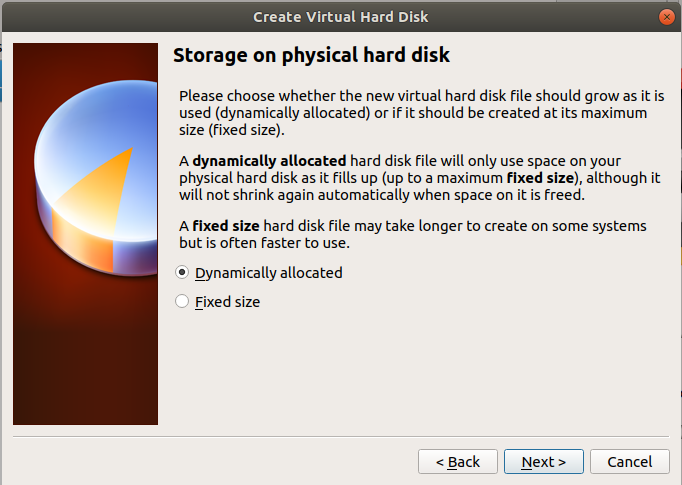 Create Virtual Hard Disk
Storage on physical hard disk
Please choose whether the new virtual hard disk file should grow as it is
used (dynamically allocated) or if it should be created at its maximum
size (fixed size).
A dynamically allocated hard disk file will only use space on your
physical hard disk as it fills up (up to a maximum fixed size), although it
will not shrink again automatically when space on it is freed.
A fixed size hard disk file may take longer to create on some systems
but is often faster to use.
Dynamically allocated
Fixed size
< Back
Next >
Cancel